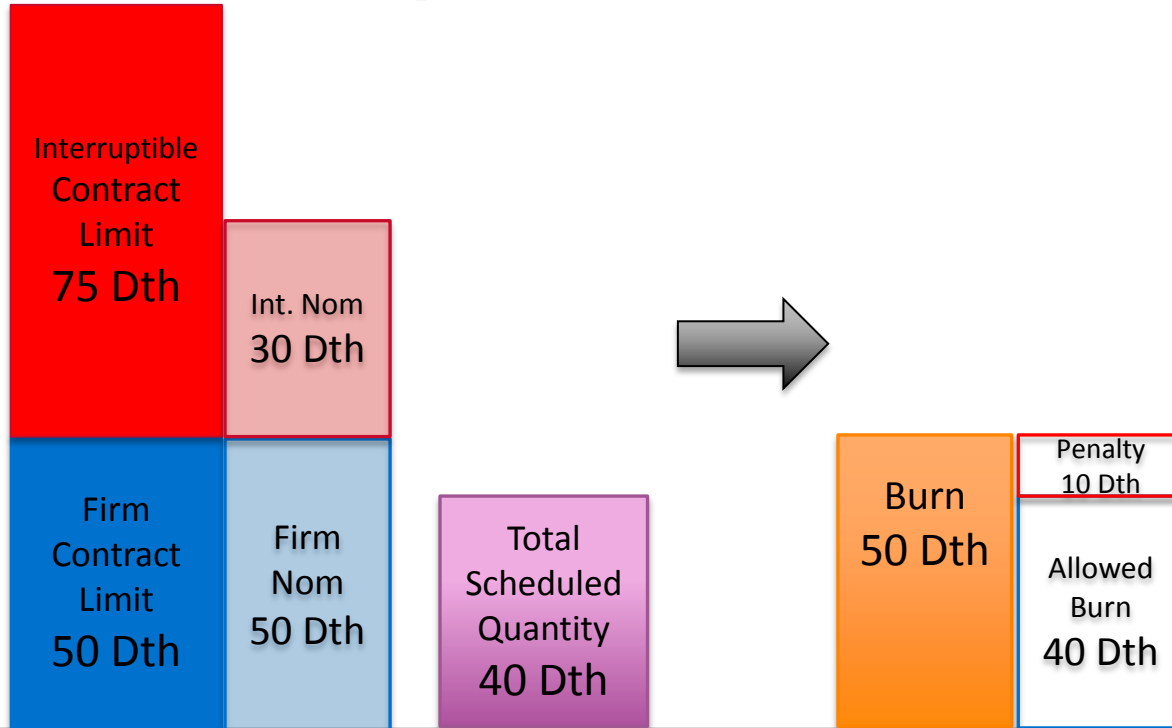 Interruptible
Contract
Limit
75 Dth
Int. Nom
30 Dth
Firm
Contract
Limit
50 Dth
Firm
Nom
50 Dth
Total
Scheduled
Quantity
40 Dth
Burn
50 Dth
Penalty
10 Dth
Allowed
Burn
40 Dth